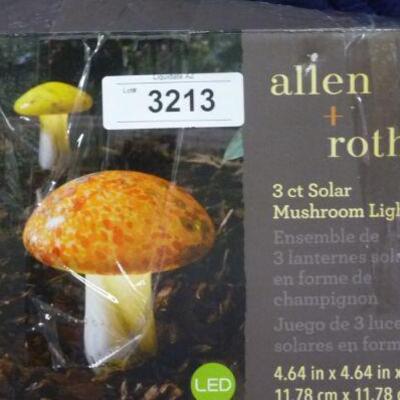 Liquidate AZ
Lot#
3213
allen
+
roth
3 ct Solar
Mushroom Ligh
Ensemble de
3 lanternes sola
en forme de
champignon
Juego de 3 luce
solares en form
LED
4.64 in x 4.64 in x
11.78 cm x 11.78